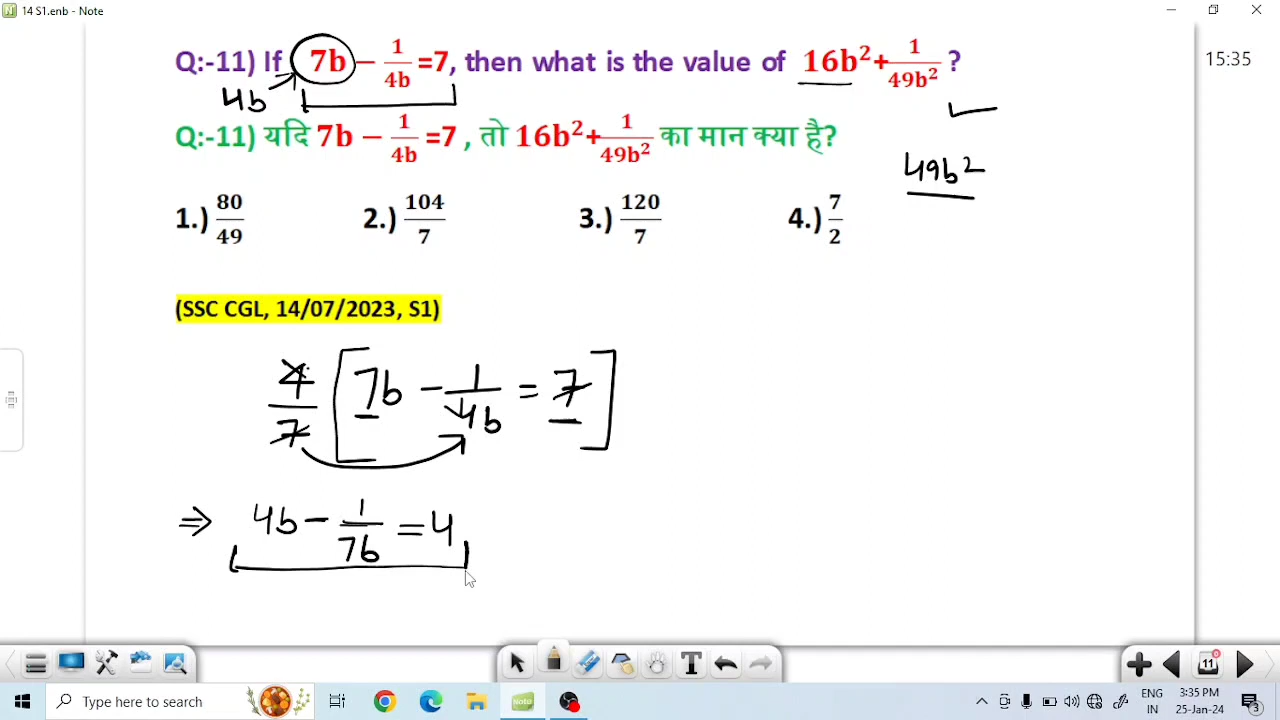 14 S1.enb - Note
Q:-11) If 7b − 1/4b =7, then what is the value of 16b²+ 1/49b² ?
15:35
4b
Q:-11) यदि 7b − 1/4b =7 , तो 16b²+ 1/49b² का मान क्या है?
49b²
1.) 80/49 2.) 104/7 3.) 120/7 4.) 7/2
(SSC CGL, 14/07/2023, S1)
4/7 [ 7b − 1/4b = 7 ]
⇒ 4b − 1/7b = 4
T 11
Type here to search
Note
ENG 3:35 PM
IN 25-Jan-24
3